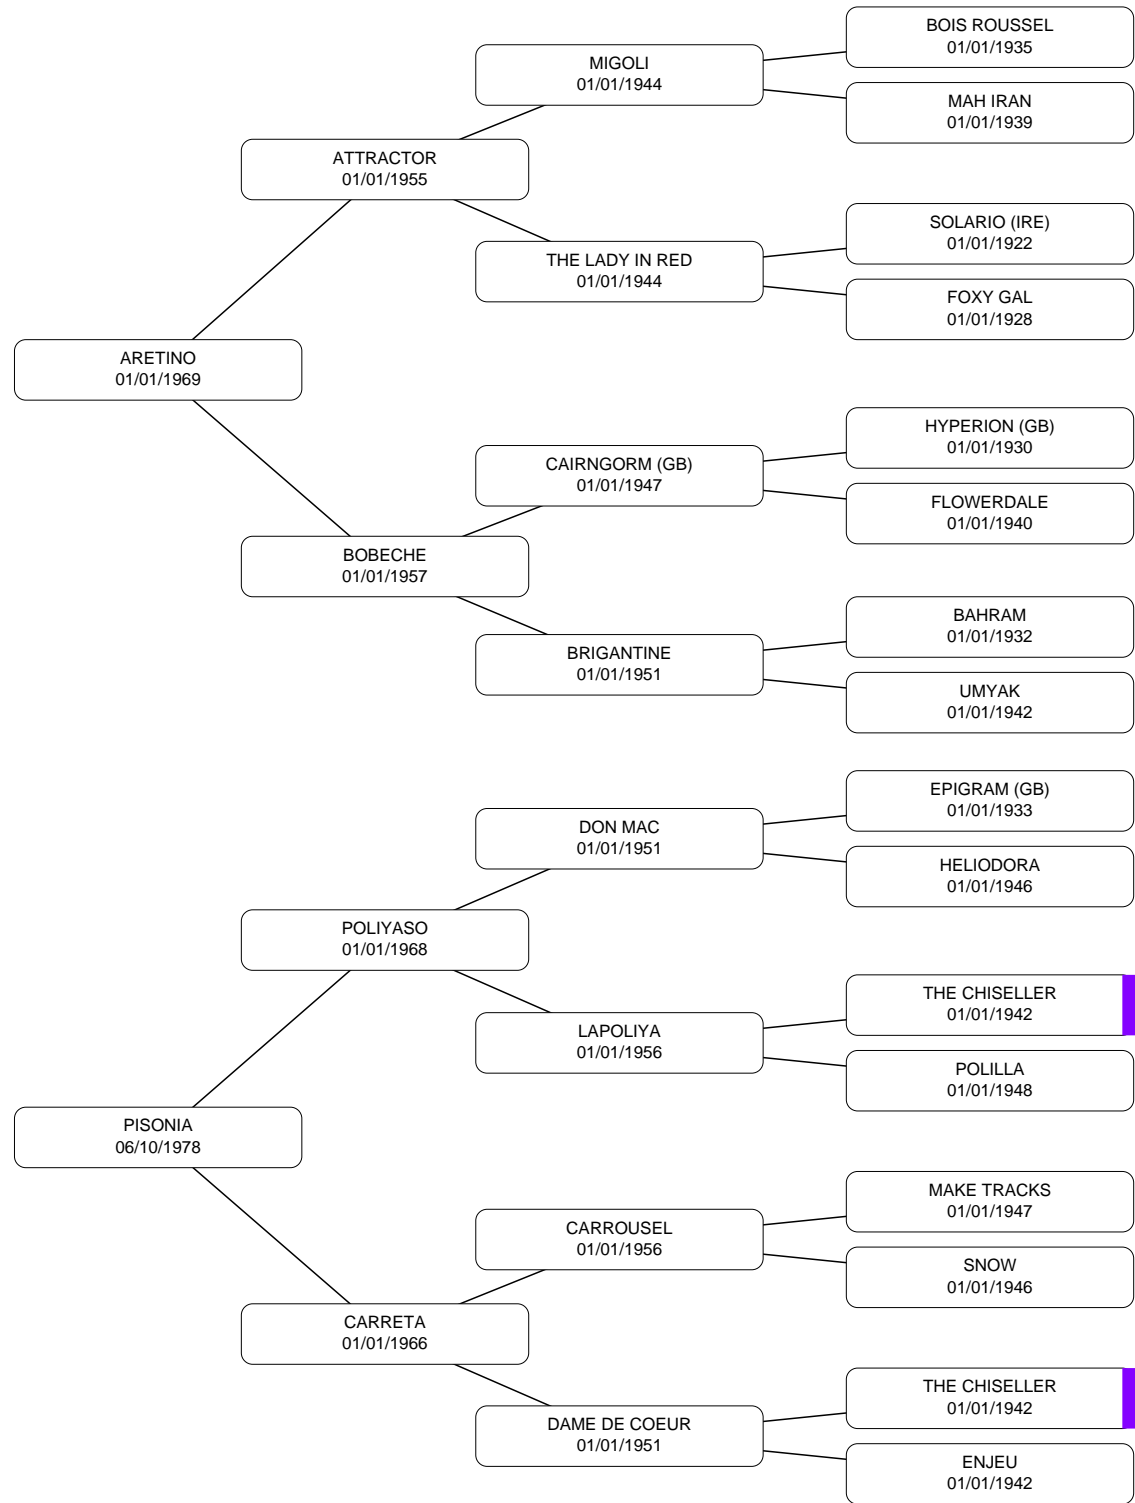 BOIS ROUSSEL
01/01/1935
MIGOLI
01/01/1944
MAH IRAN
01/01/1939
ATTRACTOR
01/01/1955
SOLARIO (IRE)
01/01/1922
THE LADY IN RED
01/01/1944
FOXY GAL
01/01/1928
ARETINO
01/01/1969
HYPERION (GB)
01/01/1930
CAIRNGORM (GB)
01/01/1947
FLOWERDALE
01/01/1940
BOBECHE
01/01/1957
BAHRAM
01/01/1932
BRIGANTINE
01/01/1951
UMYAK
01/01/1942
EPIGRAM (GB)
01/01/1933
DON MAC
01/01/1951
HELIODORA
01/01/1946
POLIYASO
01/01/1968
THE CHISELLER
01/01/1942
LAPOLIYA
01/01/1956
POLILLA
01/01/1948
PISONIA
06/10/1978
MAKE TRACKS
01/01/1947
CARROUSEL
01/01/1956
SNOW
01/01/1946
CARRETA
01/01/1966
THE CHISELLER
01/01/1942
DAME DE COEUR
01/01/1951
ENJEU
01/01/1942